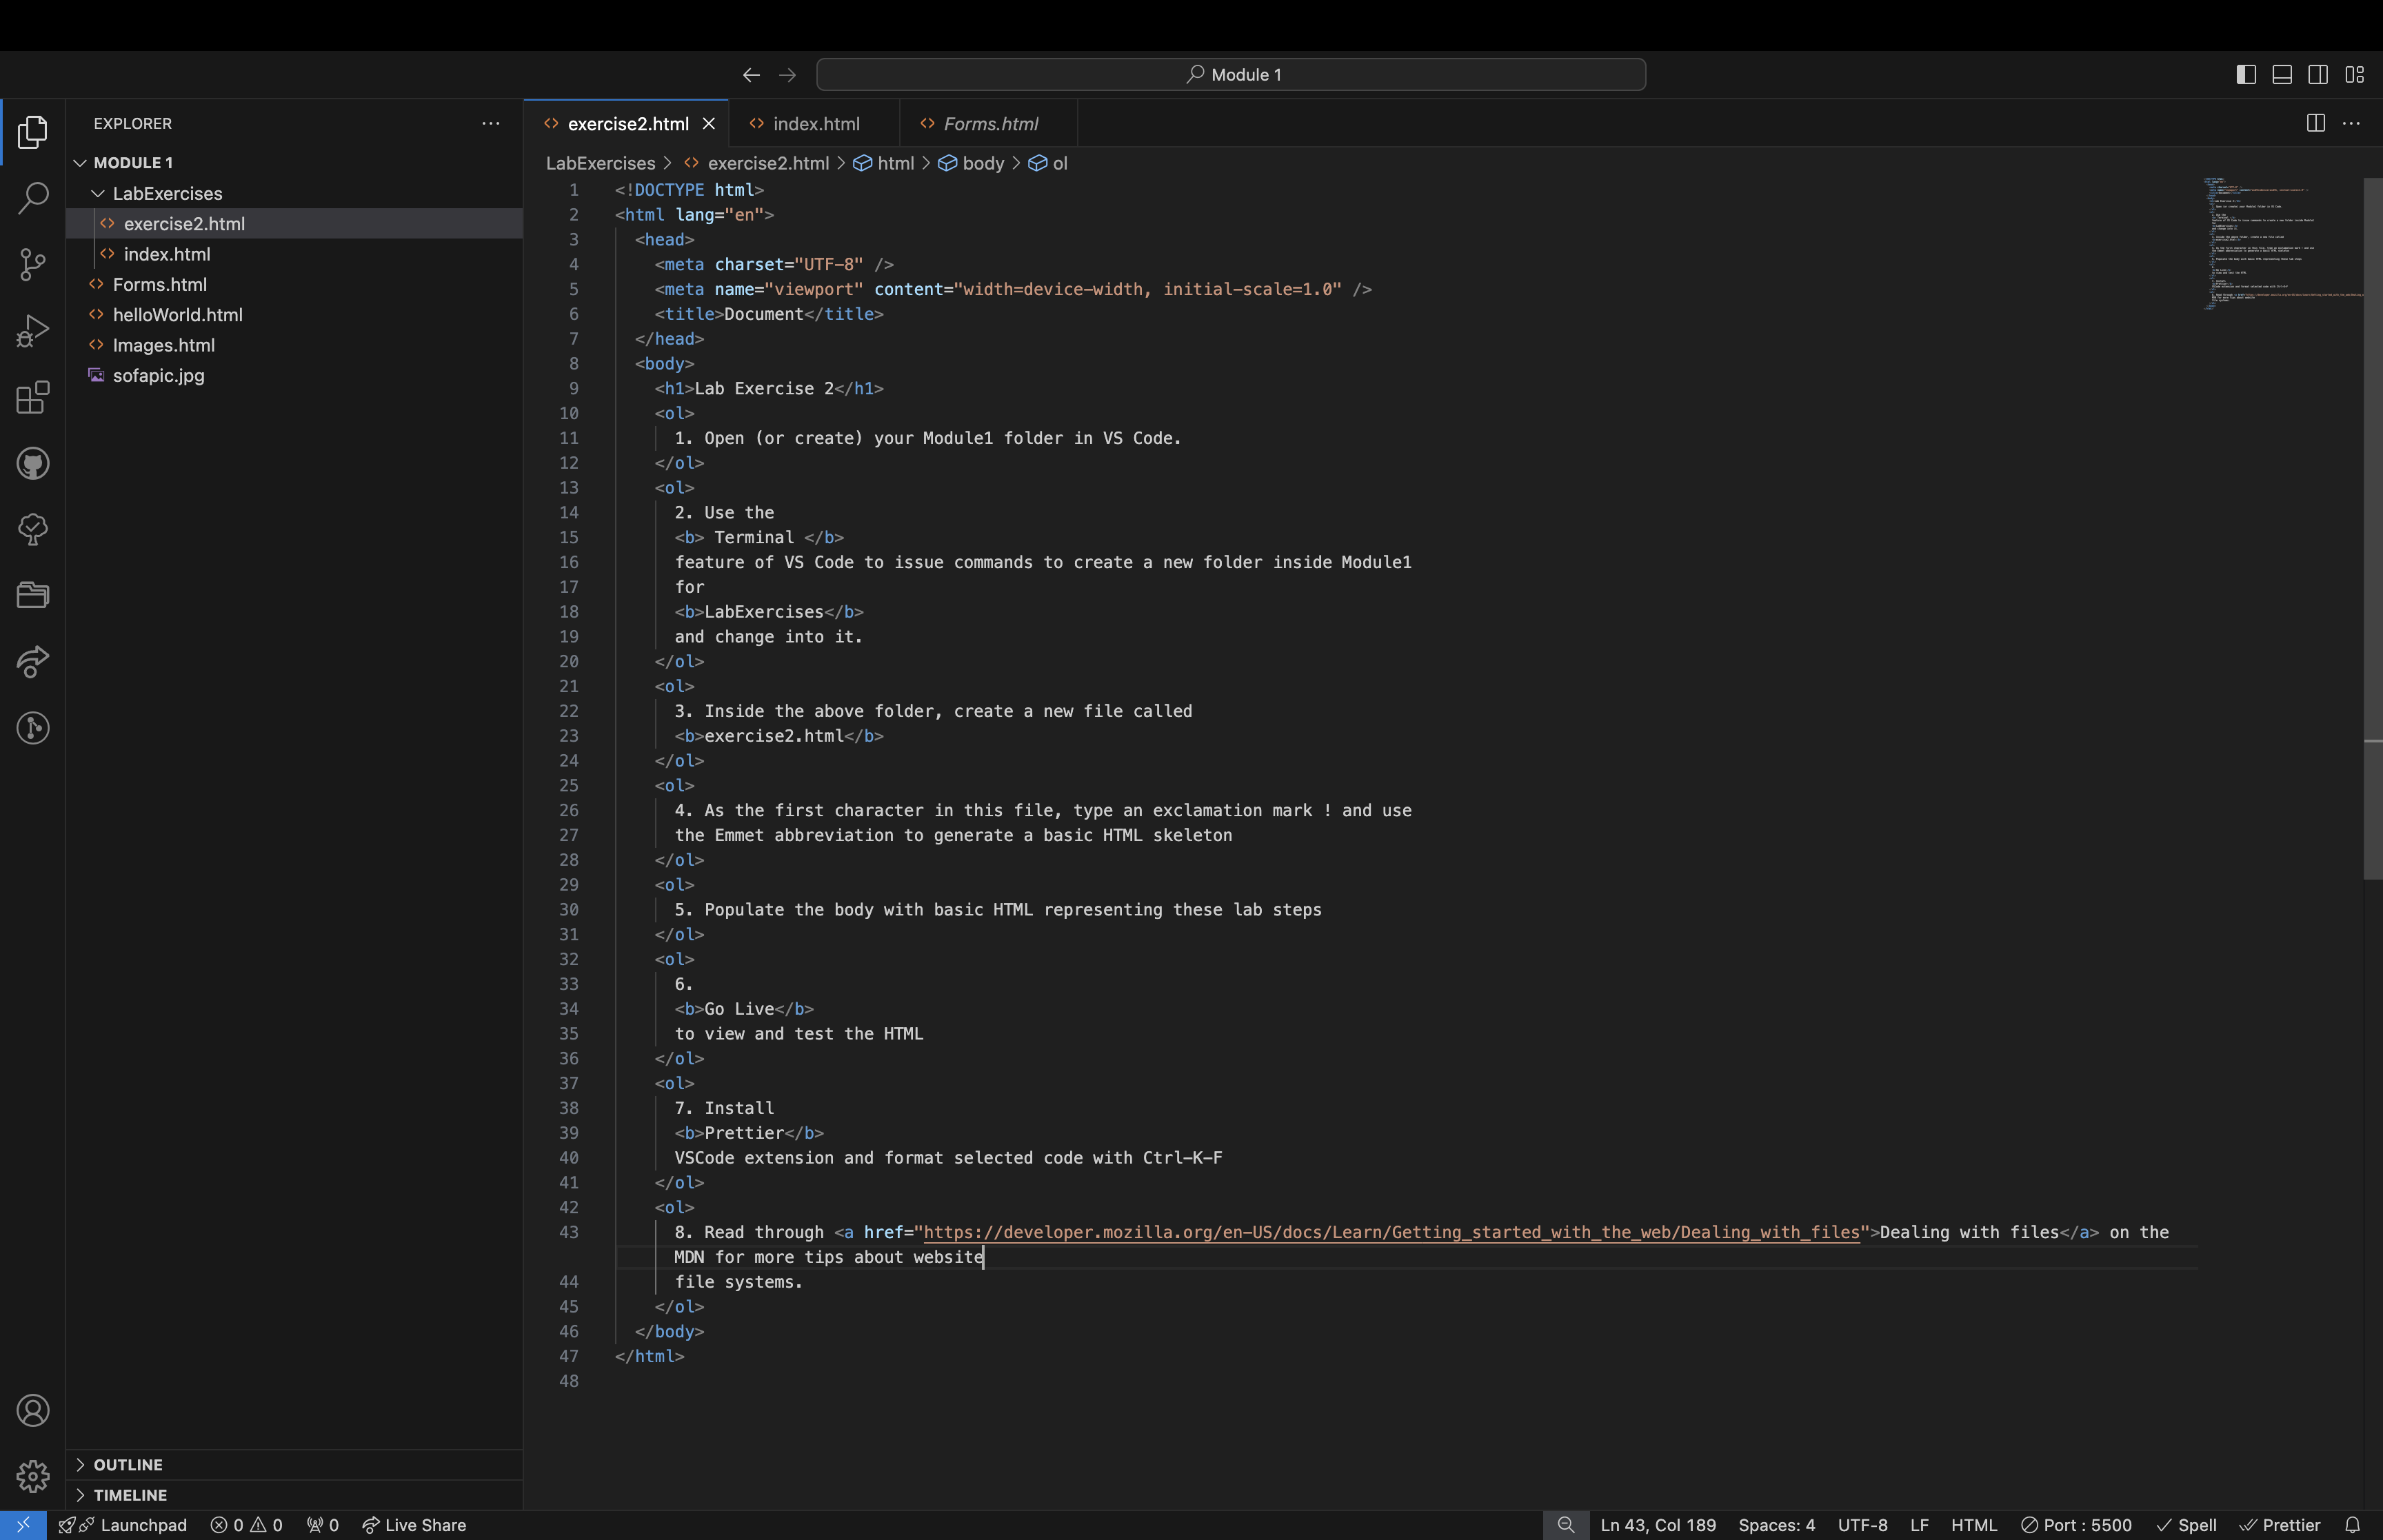 Module 1
EXPLORER
MODULE 1
LabExercises
exercise2.html
index.html
Forms.html
helloWorld.html
Images.html
sofapic.jpg
OUTLINE
TIMELINE
exercise2.html index.html Forms.html
LabExercises > exercise2.html > html > body > ol
1 <!DOCTYPE html>
2 <html lang="en">
3 <head>
4 <meta charset="UTF-8" />
5 <meta name="viewport" content="width=device-width, initial-scale=1.0" />
6 <title>Document</title>
7 </head>
8 <body>
9 <h1>Lab Exercise 2</h1>
10 <ol>
11 1. Open (or create) your Module1 folder in VS Code.
12 </ol>
13 <ol>
14 2. Use the
15 <b> Terminal </b>
16 feature of VS Code to issue commands to create a new folder inside Module1
17 for
18 <b>LabExercises</b>
19 and change into it.
20 </ol>
21 <ol>
22 3. Inside the above folder, create a new file called
23 <b>exercise2.html</b>
24 </ol>
25 <ol>
26 4. As the first character in this file, type an exclamation mark ! and use
27 the Emmet abbreviation to generate a basic HTML skeleton
28 </ol>
29 <ol>
30 5. Populate the body with basic HTML representing these lab steps
31 </ol>
32 <ol>
33 6.
34 <b>Go Live</b>
35 to view and test the HTML
36 </ol>
37 <ol>
38 7. Install
39 <b>Prettier</b>
40 VSCode extension and format selected code with Ctrl-K-F
41 </ol>
42 <ol>
43 8. Read through <a href="https://developer.mozilla.org/en-US/docs/Learn/Getting_started_with_the_web/Dealing_with_files">Dealing with files</a> on the
MDN for more tips about website
44 file systems.
45 </ol>
46 </body>
47 </html>
48
Launchpad 0 0 0 Live Share Ln 43, Col 189 Spaces: 4 UTF-8 LF HTML Port : 5500 Spell Prettier